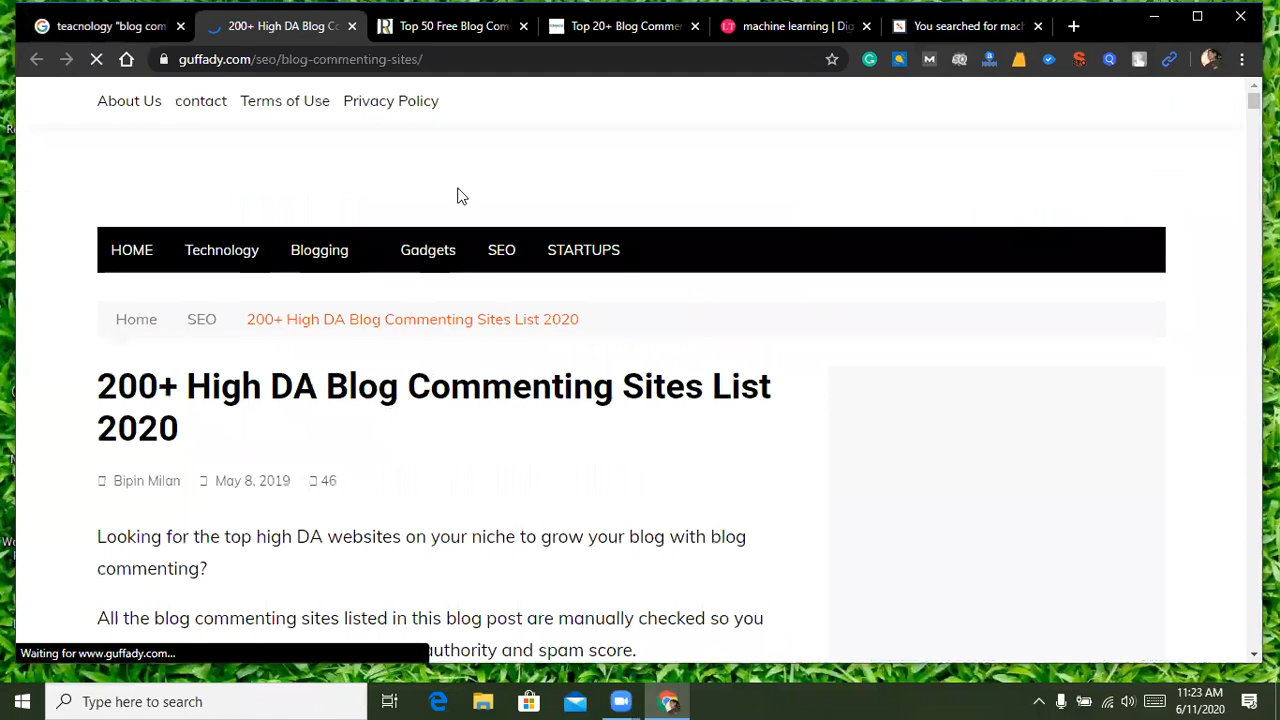 teacnology "blog com
200+ High DA Blog Co
Top 50 Free Blog Com
Top 20+ Blog Commer
machine learning | Dig
You searched for mac
guffady.com/seo/blog-commenting-sites/
About Us contact Terms of Use Privacy Policy
HOME Technology Blogging Gadgets SEO STARTUPS
Home SEO 200+ High DA Blog Commenting Sites List 2020
200+ High DA Blog Commenting Sites List
2020
Bipin Milan May 8, 2019 46
Looking for the top high DA websites on your niche to grow your blog with blog
commenting?
All the blog commenting sites listed in this blog post are manually checked so you
authority and spam score.
Waiting for www.guffady.com...
Type here to search
11:23 AM
6/11/2020